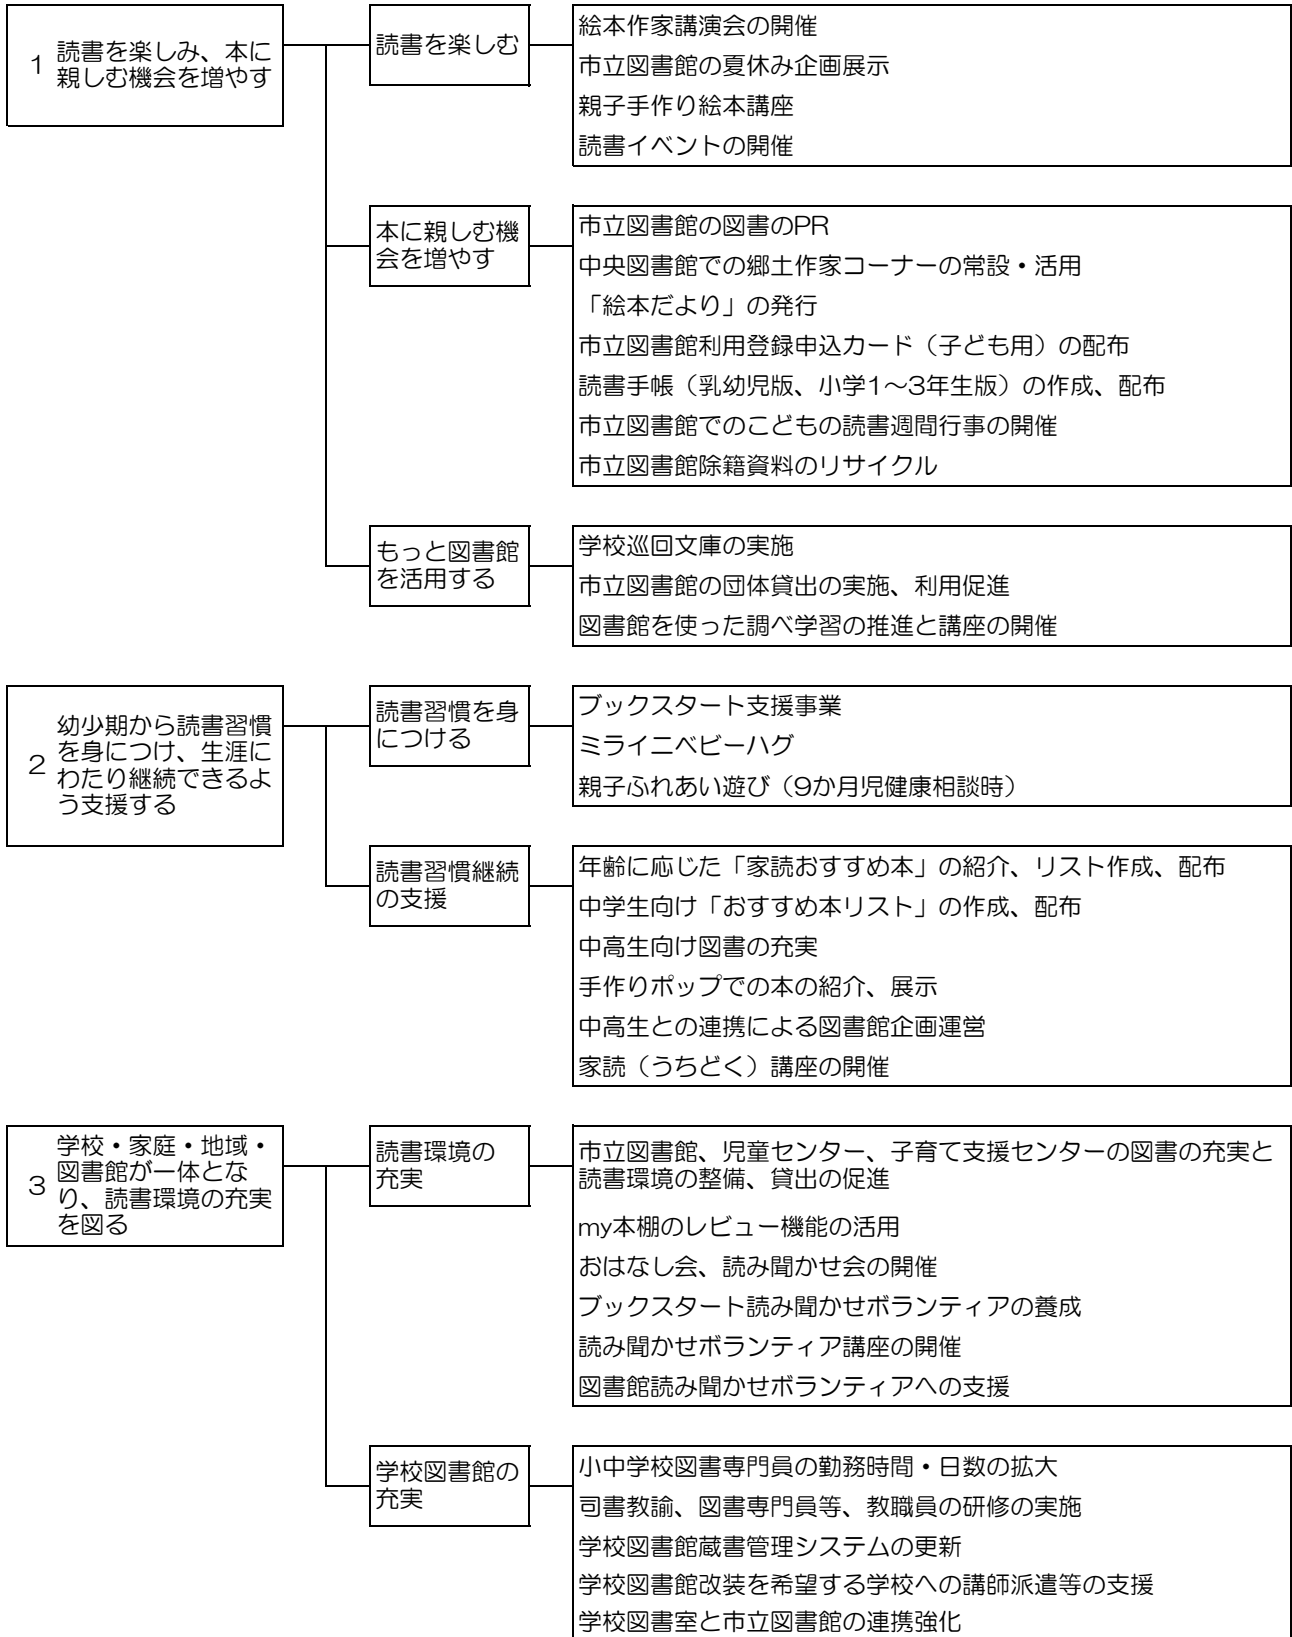 1
読書を楽しみ、本に
親しむ機会を増やす
読書を楽しむ
絵本作家講演会の開催
市立図書館の夏休み企画展示
親子手作り絵本講座
読書イベントの開催
本に親しむ機
会を増やす
市立図書館の図書のPR
中央図書館での郷土作家コーナーの常設・活用
「絵本だより」の発行
市立図書館利用登録申込カード（子ども用）の配布
読書手帳（乳幼児版、小学1～3年生版）の作成、配布
市立図書館でのこどもの読書週間行事の開催
市立図書館除籍資料のリサイクル
もっと図書館
を活用する
学校巡回文庫の実施
市立図書館の団体貸出の実施、利用促進
図書館を使った調べ学習の推進と講座の開催
2
幼少期から読書習慣
を身につけ、生涯に
わたり継続できるよ
う支援する
読書習慣を身
につける
ブックスタート支援事業
ミライニベビーハグ
親子ふれあい遊び（9か月児健康相談時）
読書習慣継続
の支援
年齢に応じた「家読おすすめ本」の紹介、リスト作成、配布
中学生向け「おすすめ本リスト」の作成、配布
中高生向け図書の充実
手作りポップでの本の紹介、展示
中高生との連携による図書館企画運営
家読（うちどく）講座の開催
3
学校・家庭・地域・
図書館が一体とな
り、読書環境の充実
を図る
読書環境の
充実
市立図書館、児童センター、子育て支援センターの図書の充実と
読書環境の整備、貸出の促進
my本棚のレビュー機能の活用
おはなし会、読み聞かせ会の開催
ブックスタート読み聞かせボランティアの養成
読み聞かせボランティア講座の開催
図書館読み聞かせボランティアへの支援
学校図書館の
充実
小中学校図書専門員の勤務時間・日数の拡大
司書教諭、図書専門員等、教職員の研修の実施
学校図書館蔵書管理システムの更新
学校図書館改装を希望する学校への講師派遣等の支援
学校図書室と市立図書館の連携強化